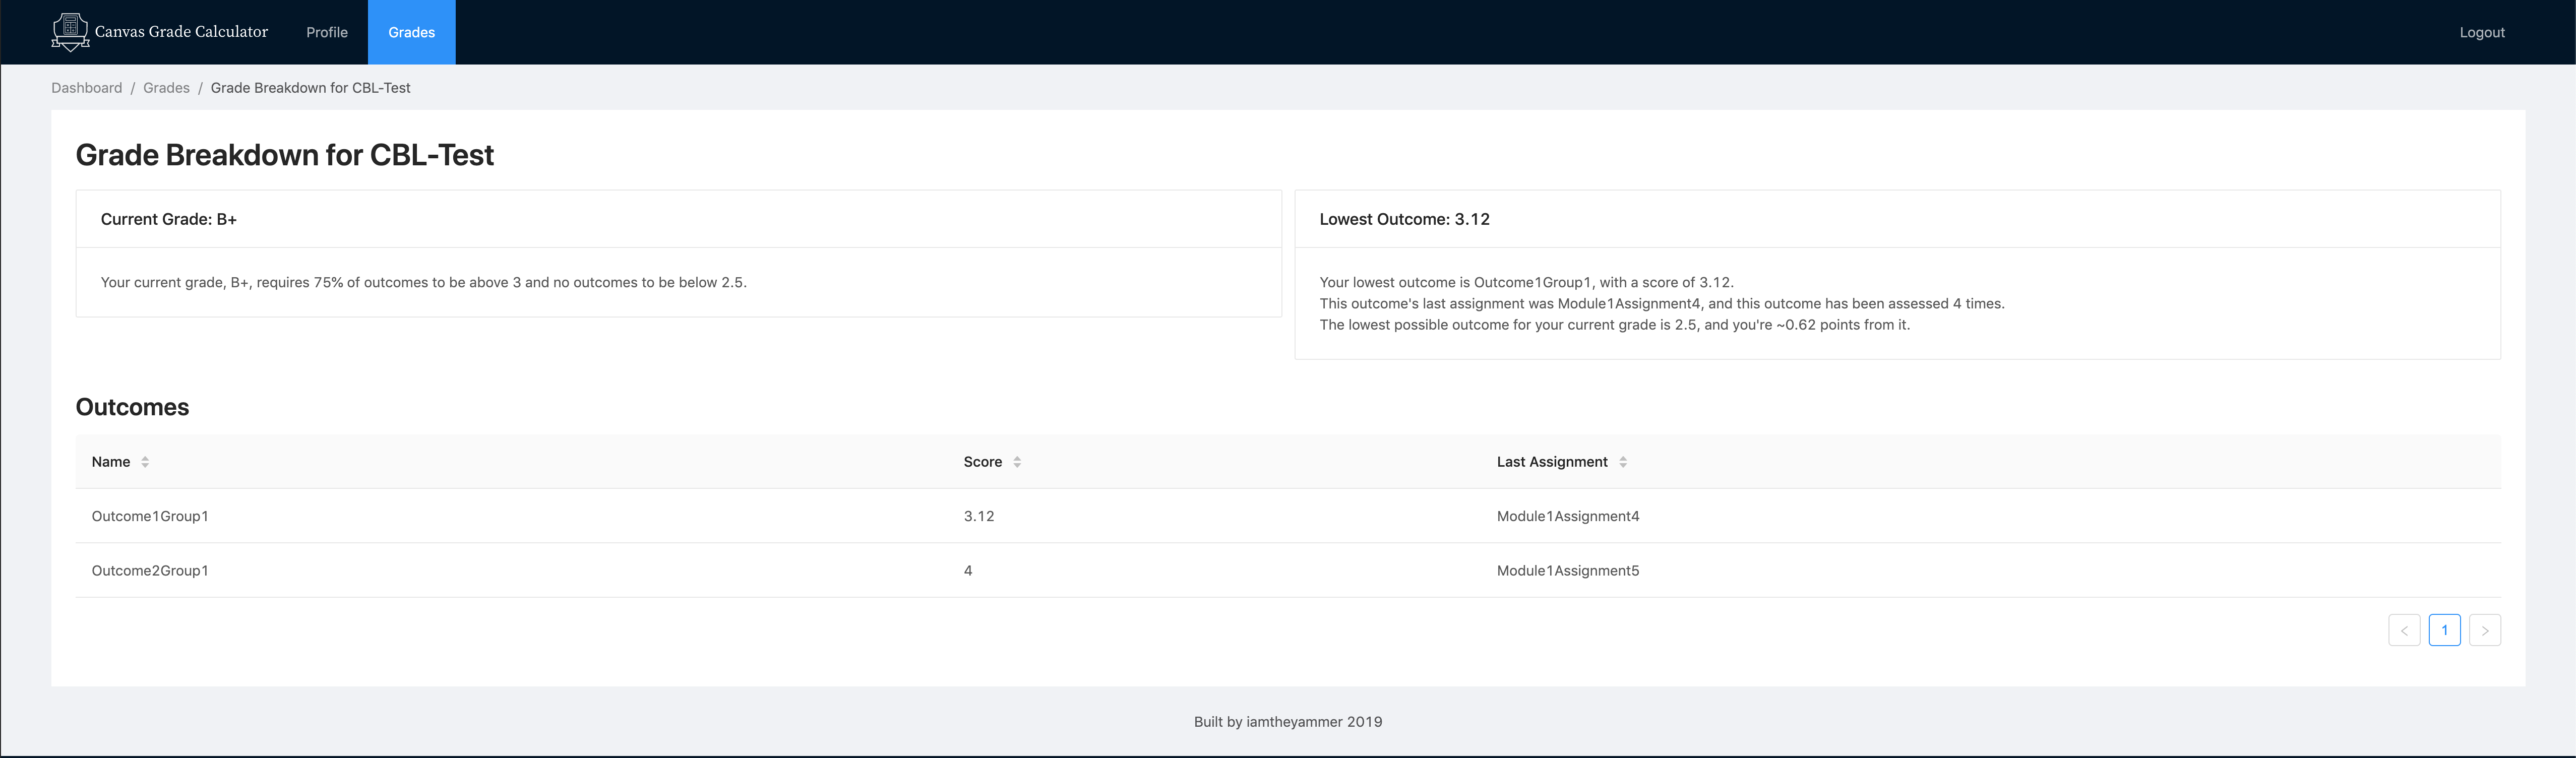 Canvas Grade Calculator
Profile
Grades
Logout
Dashboard / Grades / Grade Breakdown for CBL-Test
Grade Breakdown for CBL-Test
Current Grade: B+
Your current grade, B+, requires 75% of outcomes to be above 3 and no outcomes to be below 2.5.
Lowest Outcome: 3.12
Your lowest outcome is Outcome1Group1, with a score of 3.12.
This outcome's last assignment was Module1Assignment4, and this outcome has been assessed 4 times.
The lowest possible outcome for your current grade is 2.5, and you're ~0.62 points from it.
Outcomes
Name Score Last Assignment
Outcome1Group1 3.12 Module1Assignment4
Outcome2Group1 4 Module1Assignment5
< 1 >
Built by iamtheyammer 2019